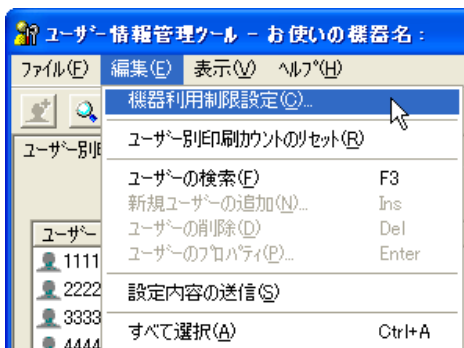 ユーザー情報管理ツール - お使いの機器名：
ファイル(F) 編集(E) 表示(V) ヘルプ(H)
機器利用制限設定(C)...
ユーザー別印刷カウントのリセット(R)
ユーザー別印
ユーザーの検索(F) F3
新規ユーザーの追加(N)... Ins
ユーザー
ユーザーの削除(D) Del
1111
ユーザーのプロパティ(P)... Enter
2222
設定内容の送信(S)
3333
すべて選択(A) Ctrl+A
4444